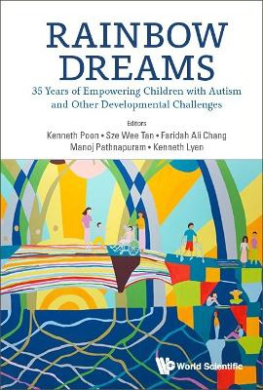 RAINBOW
DREAMS
35 Years of Empowering Children with Autism
and Other Developmental Challenges
Editors
Kenneth Poon • Sze Wee Tan • Faridah Ali Chang
Manoj Pathnapuram • Kenneth Lyen
World Scientific